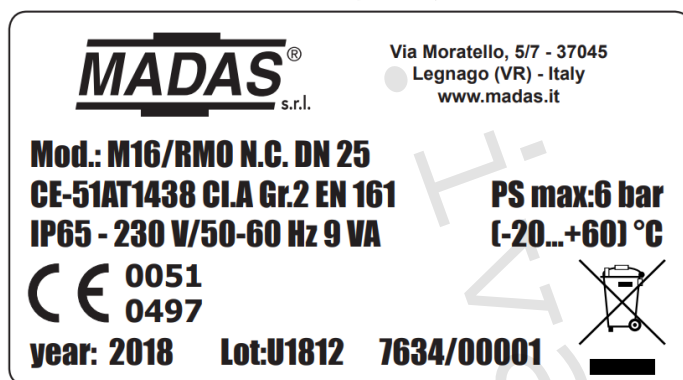 MADAS®
s.r.l.
Via Moratello, 5/7 - 37045
Legnago (VR) - Italy
www.madas.it
Mod.: M16/RMO N.C. DN 25
CE-51AT1438 Cl.A Gr.2 EN 161
PS max:6 bar
IP65 - 230 V/50-60 Hz 9 VA
(-20...+60) °C
CE 0051
0497
year: 2018 Lot:U1812 7634/00001